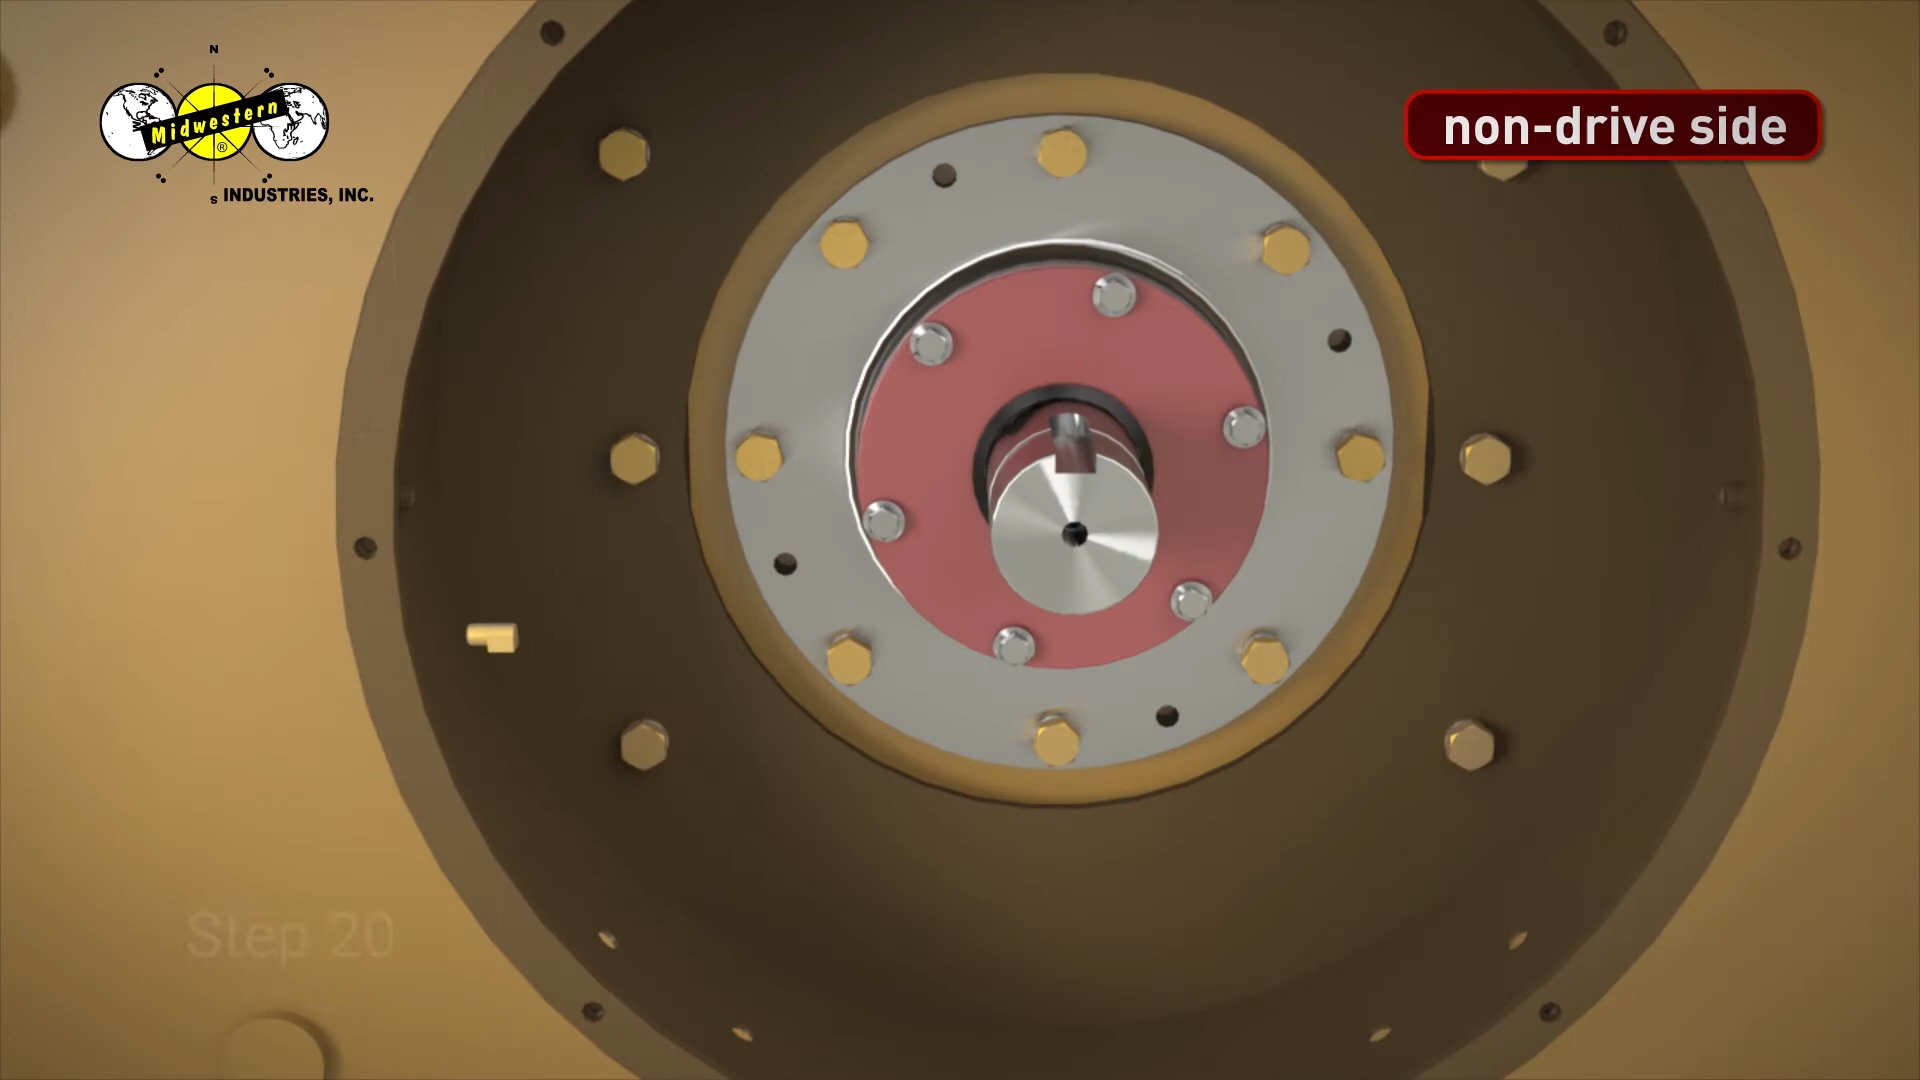 N
Midwestern
®
S INDUSTRIES, INC.
non-drive side
Step 20